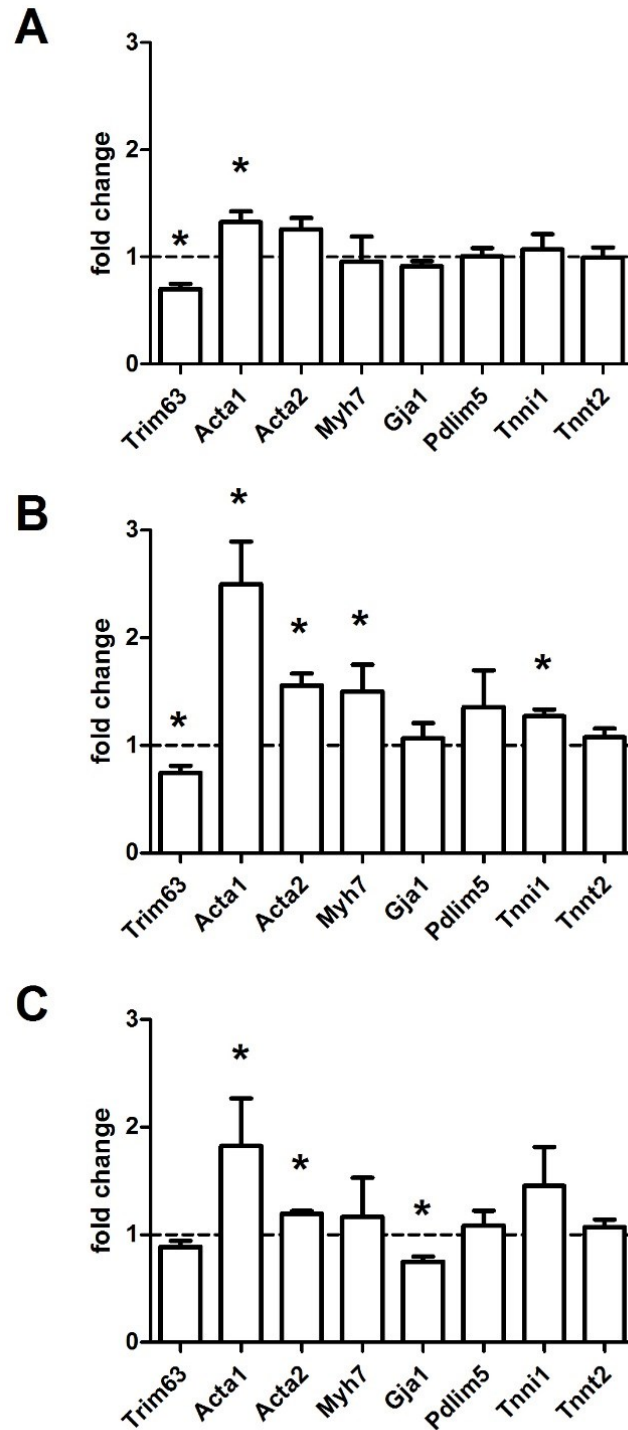 A
3
2
1
0
fold change
*
*
Trim63
Acta1
Acta2
Myh7
Gja1
Pdlim5
Tnni1
Tnnt2
B
3
2
1
0
fold change
*
*
*
*
*
Trim63
Acta1
Acta2
Myh7
Gja1
Pdlim5
Tnni1
Tnnt2
C
3
2
1
0
fold change
*
*
*
Trim63
Acta1
Acta2
Myh7
Gja1
Pdlim5
Tnni1
Tnnt2